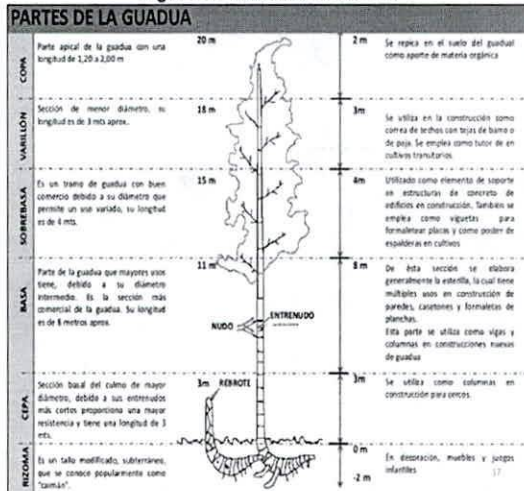 PARTES DE LA GUADUA
COPA
Parte apical de la guadua con una
longitud de 1,20 a 2,00 m
20 m
2 m
Se repica en el suelo del guadual
como aporte de materia orgánica
VARILLÓN
Sección de menor diámetro, su
longitud es de 3 mts aprox.
18 m
3m
Se utiliza en la construcción como
correa de techos con tejas de barro o
de paja. Se emplea como tutor de en
cultivos transitorios.
SOBREBASA
Es un tramo de guadua con buen
comercio debido a su diámetro que
permite un uso variado, su longitud
es de 4 mts.
15 m
4m
Utilizado como elemento de soporte
en estructuras de concreto de
edificios en construcción. También se
emplea como viguetas para
formaletear placas y como postes de
espalderas en cultivos
BASA
Parte de la guadua que mayores usos
tiene, debido a su diámetro
intermedio. Es la sección más
comercial de la guadua. Su longitud
es de 8 metros aprox.
11 m
NUDO
ENTRENUDO
8 m
De ésta sección se elabora
generalmente la esterilla, la cual tiene
múltiples usos en construcción de
paredes, casetones y formaletas de
planchas.
Esta parte se utiliza como vigas y
columnas en construcciones nuevas
de guadua
CEPA
Sección basal del culmo de mayor
diámetro, debido a sus entrenudos
más cortos proporciona una mayor
resistencia y tiene una longitud de 3
mts.
3m
REBROTE
3m
Se utiliza como columnas en
construcción para cercos.
RIZOMA
Es un tallo modificado, subterráneo,
que se conoce popularmente como
"caimán".
0 m
-2 m
En decoración, muebles y juegos
infantiles
17